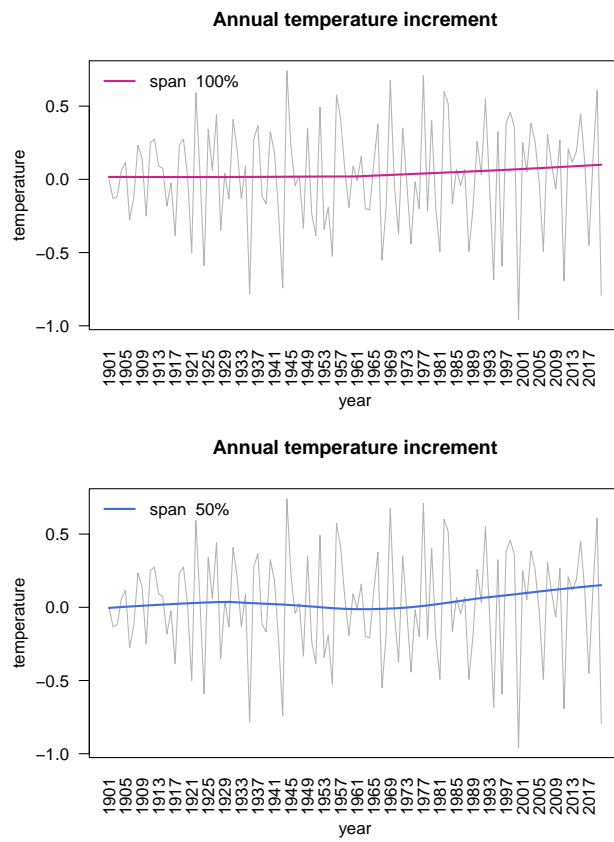 Annual temperature increment
span 100%
0.5
0.0
−0.5
−1.0
temperature
1901 1905 1909 1913 1917 1921 1925 1929 1933 1937 1941 1945 1949 1953 1957 1961 1965 1969 1973 1977 1981 1985 1989 1993 1997 2001 2005 2009 2013 2017
year
Annual temperature increment
span 50%
0.5
0.0
−0.5
−1.0
temperature
1901 1905 1909 1913 1917 1921 1925 1929 1933 1937 1941 1945 1949 1953 1957 1961 1965 1969 1973 1977 1981 1985 1989 1993 1997 2001 2005 2009 2013 2017
year